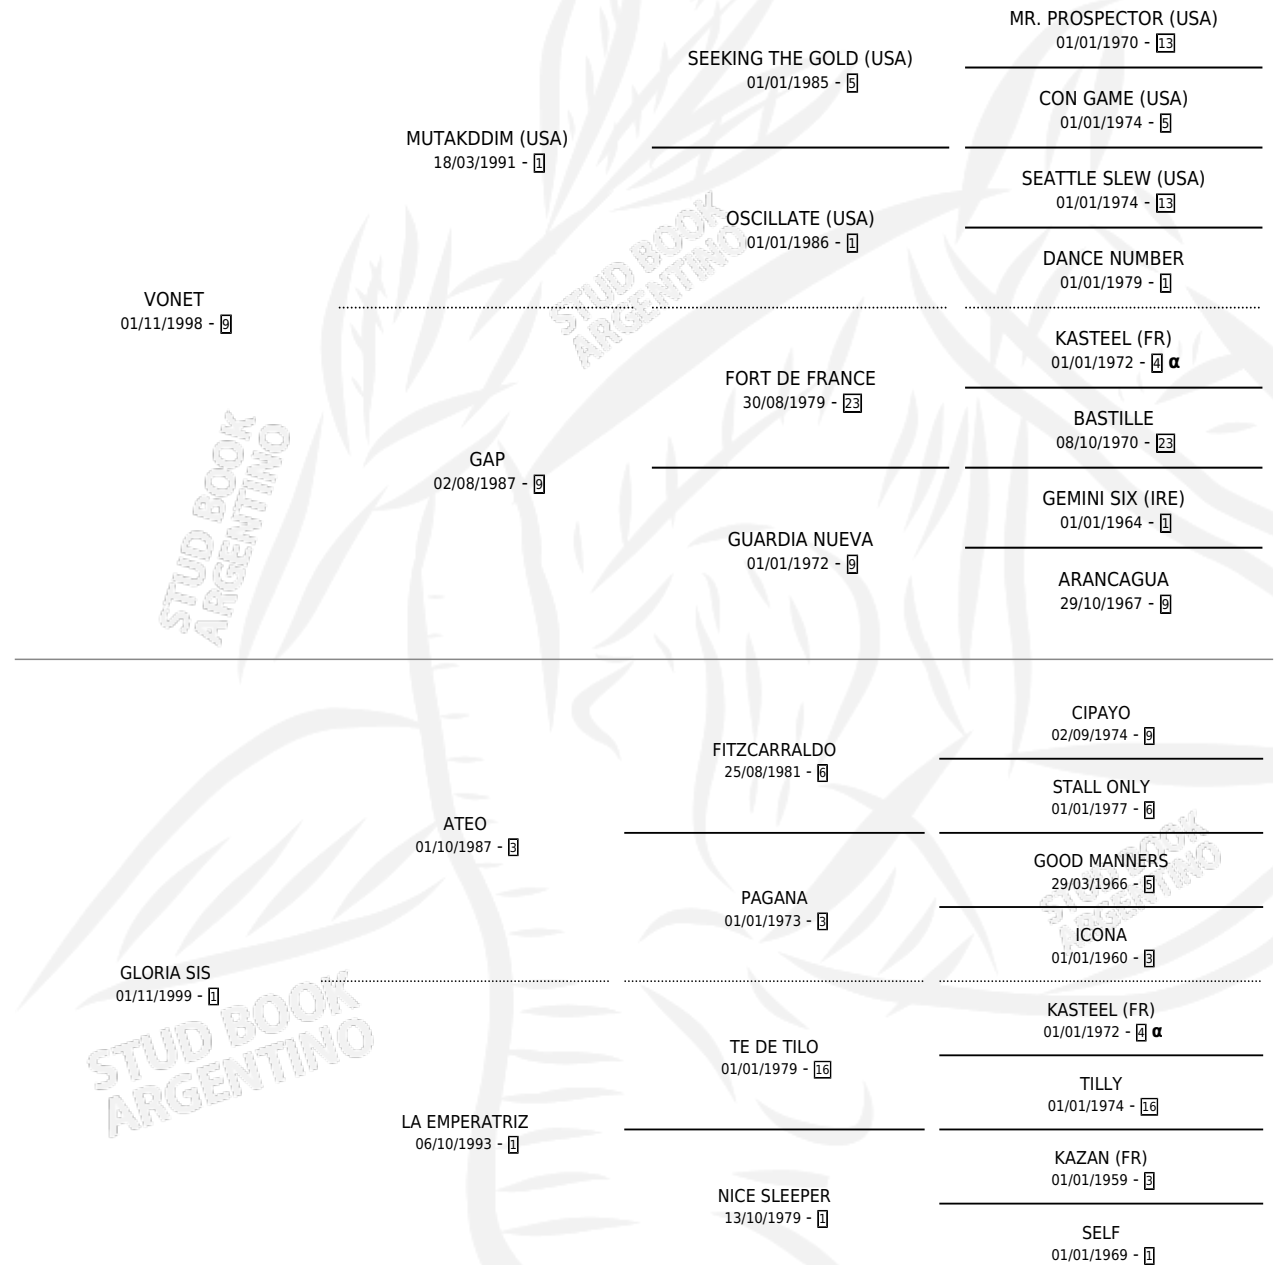 MR. PROSPECTOR (USA)
01/01/1970 - 13
SEEKING THE GOLD (USA)
01/01/1985 - 5
CON GAME (USA)
01/01/1974 - 5
MUTAKDDIM (USA)
18/03/1991 - 1
SEATTLE SLEW (USA)
01/01/1974 - 13
OSCILLATE (USA)
01/01/1986 - 1
DANCE NUMBER
01/01/1979 - 1
VONET
01/11/1998 - 9
KASTEEL (FR)
01/01/1972 - 4 α
FORT DE FRANCE
30/08/1979 - 23
BASTILLE
08/10/1970 - 23
GAP
02/08/1987 - 9
GEMINI SIX (IRE)
01/01/1964 - 1
GUARDIA NUEVA
01/01/1972 - 9
ARANCAGUA
29/10/1967 - 9
CIPAYO
02/09/1974 - 9
FITZCARRALDO
25/08/1981 - 6
STALL ONLY
01/01/1977 - 6
ATEO
01/10/1987 - 3
GOOD MANNERS
29/03/1966 - 5
PAGANA
01/01/1973 - 3
ICONA
01/01/1960 - 3
GLORIA SIS
01/11/1999 - 1
KASTEEL (FR)
01/01/1972 - 4 α
TE DE TILO
01/01/1979 - 16
TILLY
01/01/1974 - 16
LA EMPERATRIZ
06/10/1993 - 1
KAZAN (FR)
01/01/1959 - 3
NICE SLEEPER
13/10/1979 - 1
SELF
01/01/1969 - 1
STUD BOOK
ARGENTINO
STUD BOOK
ARGENTINO
STUD BOOK
ARGENTINO
STUD BOOK
ARGENTINO